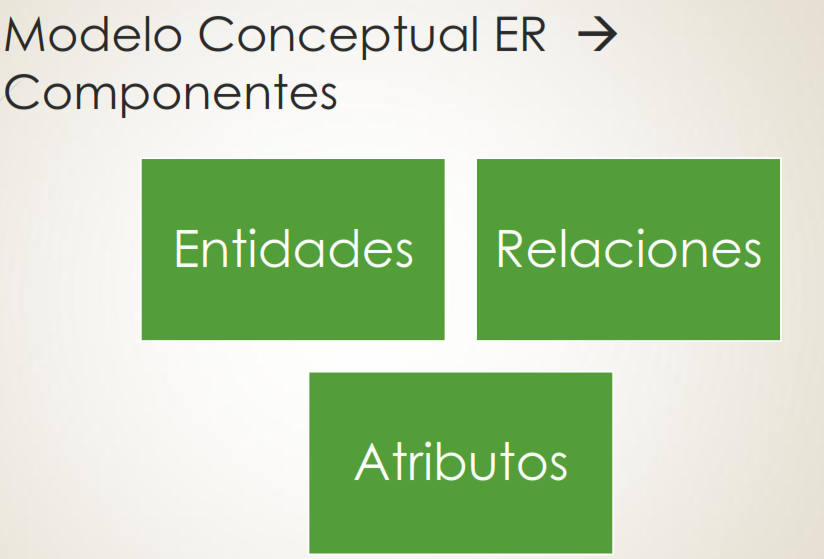 Modelo Conceptual ER →
Componentes
Entidades
Relaciones
Atributos